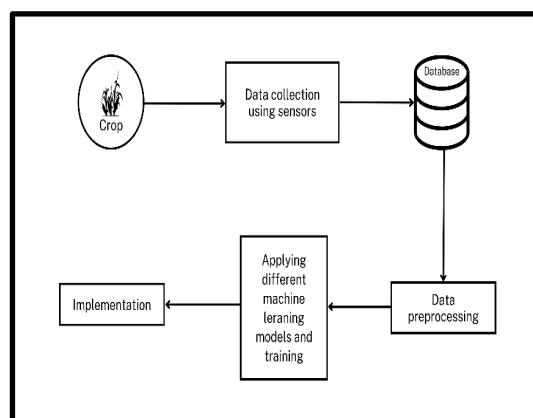 Crop
Data collection
using sensors
Database
Data
preprocessing
Applying
different
machine
leraning
models and
training
Implementation